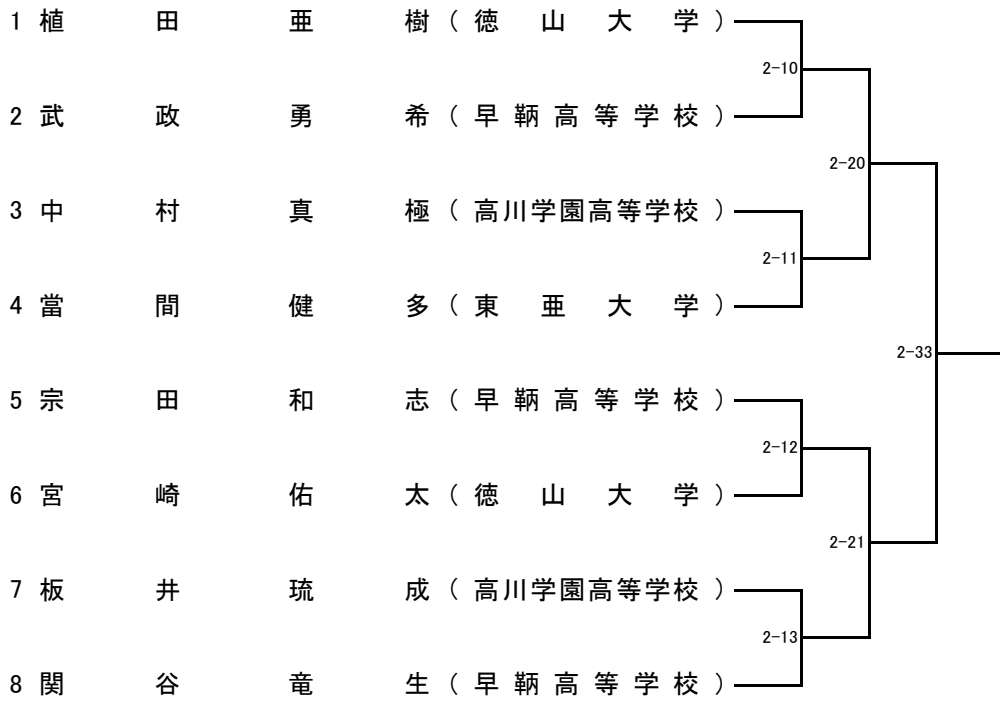 1 植田亜樹（徳山大学）
2-10
2 武政勇希（早鞆高等学校）
2-20
3 中村真極（高川学園高等学校）
2-11
4 當間健多（東亜大学）
2-33
5 宗田和志（早鞆高等学校）
2-12
6 宮崎佑太（徳山大学）
2-21
7 板井琉成（高川学園高等学校）
2-13
8 関谷竜生（早鞆高等学校）